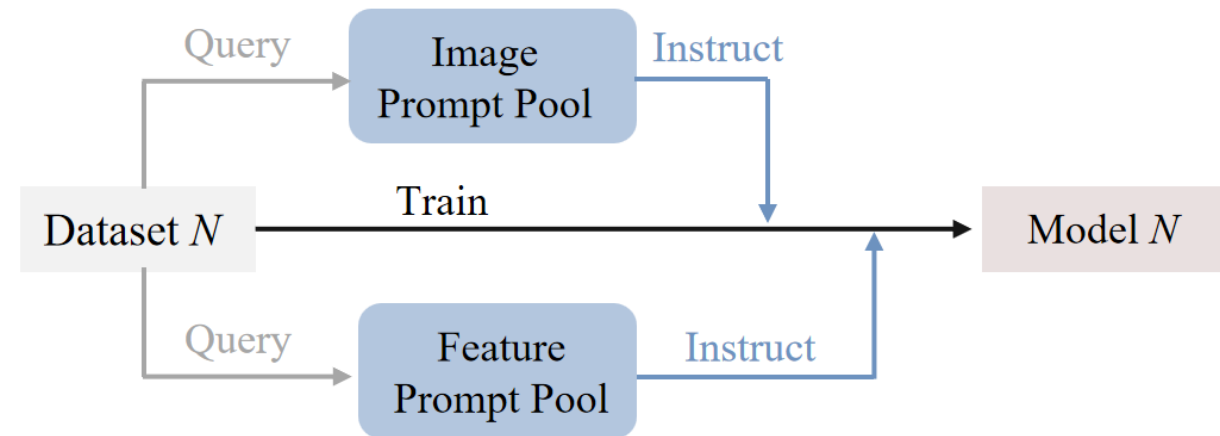 Query
Image
Prompt Pool
Instruct
Train
Dataset N
Model N
Query
Feature
Prompt Pool
Instruct